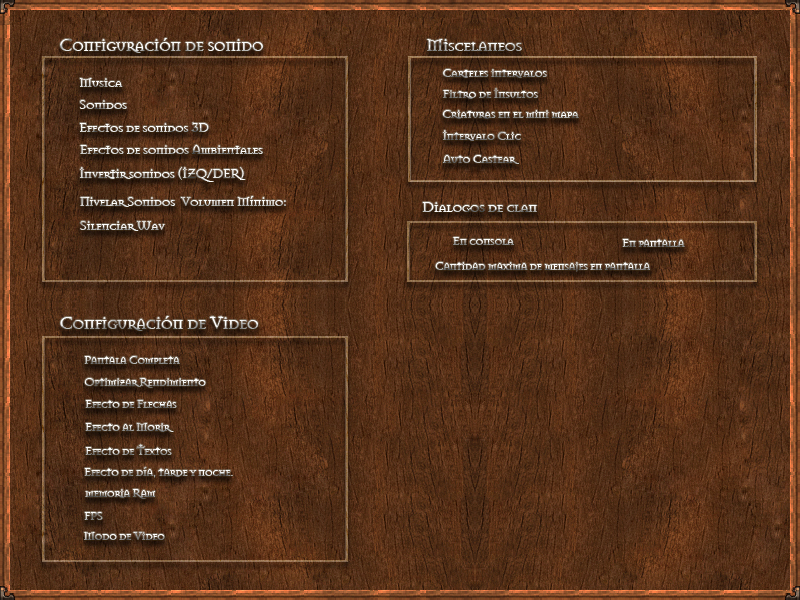 Configuración de sonido
Musica
Sonidos
Efectos de sonidos 3D
Efectos de sonidos Ambientales
Invertir sonidos (IZQ/DER)
Nivelar Sonidos Volumen Mínimo:
Silenciar Wav
Configuración de Video
Pantala Completa
Optimizar Rendimiento
Efecto de Flechas
Efecto al Morir
Efecto de Textos
Efecto de día, tarde y noche.
memoria Ram
FPS
Modo de Video
Miscelaneos
Carteles intervalos
Filtro de Insultos
Criaturas en el mini mapa
Intervalo Clic
Auto Castear
Dialogos de clan
En consola En pantalla
Cantidad maxima de mensajes en pantalla